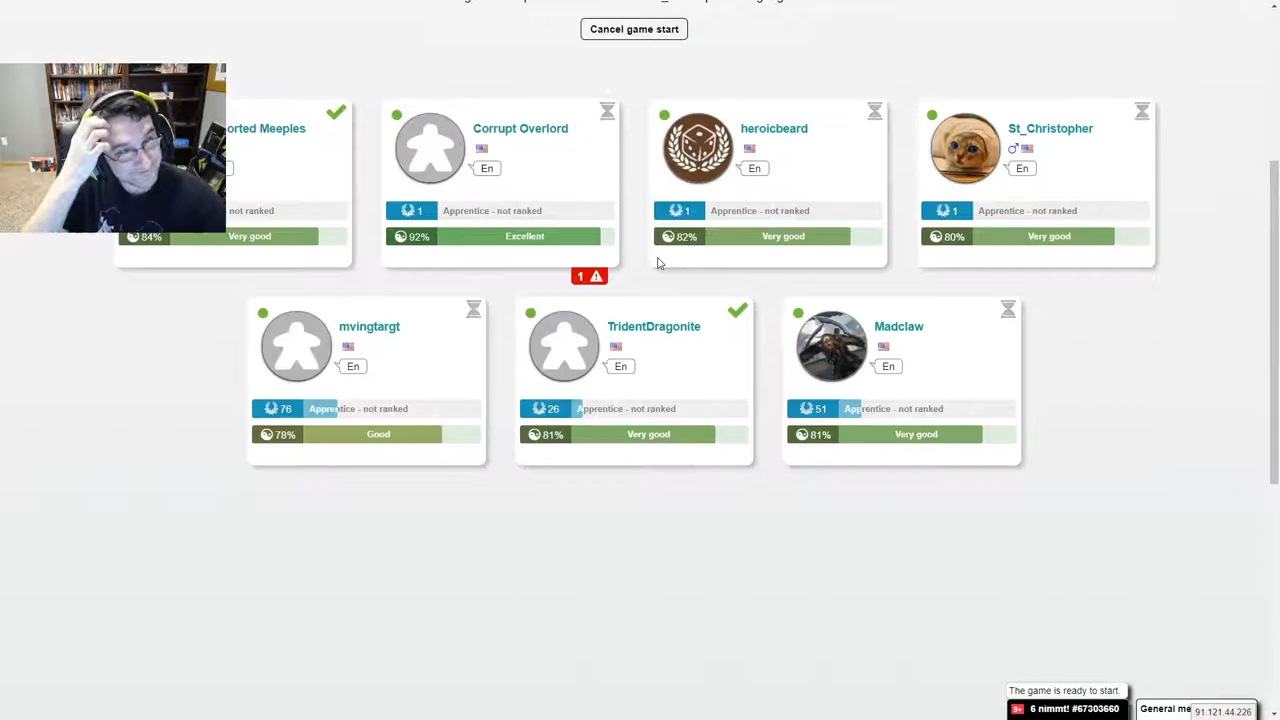 Cancel game start
orted Meeples
Corrupt Overlord
heroicbeard
St_Christopher
En
En
En
not ranked
1 Apprentice - not ranked
1 Apprentice - not ranked
1 Apprentice - not ranked
84% Very good
92% Excellent
82% Very good
80% Very good
1
mvingtargt
TridentDragonite
Madclaw
En
En
En
76 Apprentice - not ranked
26 Apprentice - not ranked
51 Apprentice - not ranked
78% Good
81% Very good
81% Very good
The game is ready to start.
9+ 6 nimmt! #67303660
General me
91.121.44.226